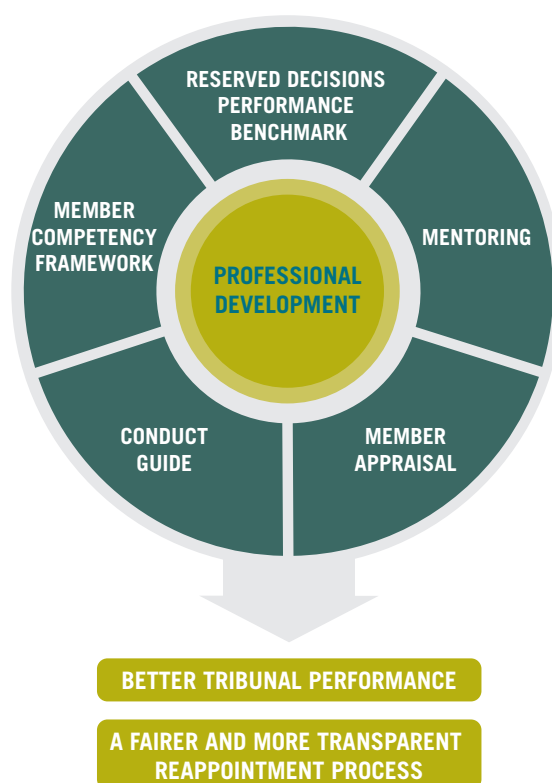 RESERVED DECISIONS
PERFORMANCE
BENCHMARK
MEMBER
COMPETENCY
FRAMEWORK
MENTORING
PROFESSIONAL
DEVELOPMENT
CONDUCT
GUIDE
MEMBER
APPRAISAL
BETTER TRIBUNAL PERFORMANCE
A FAIRER AND MORE TRANSPARENT
REAPPOINTMENT PROCESS